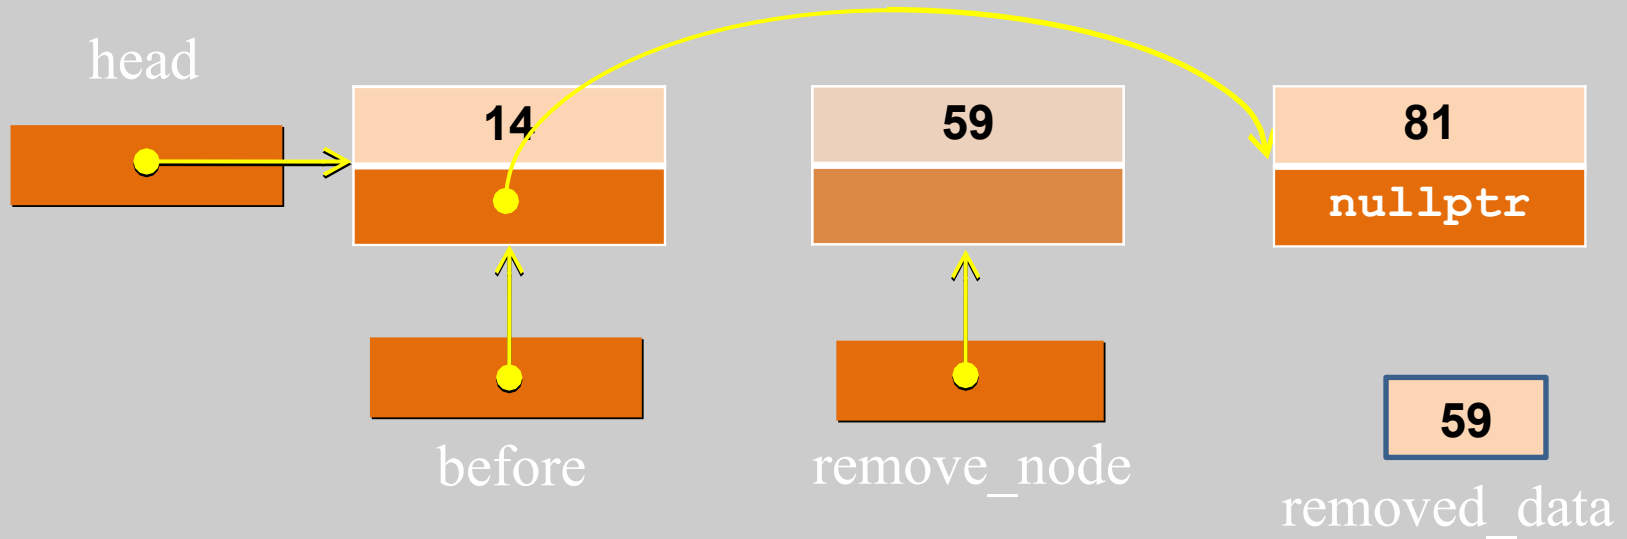 head
14
59
81
nullptr
before
remove_node
59
removed_data